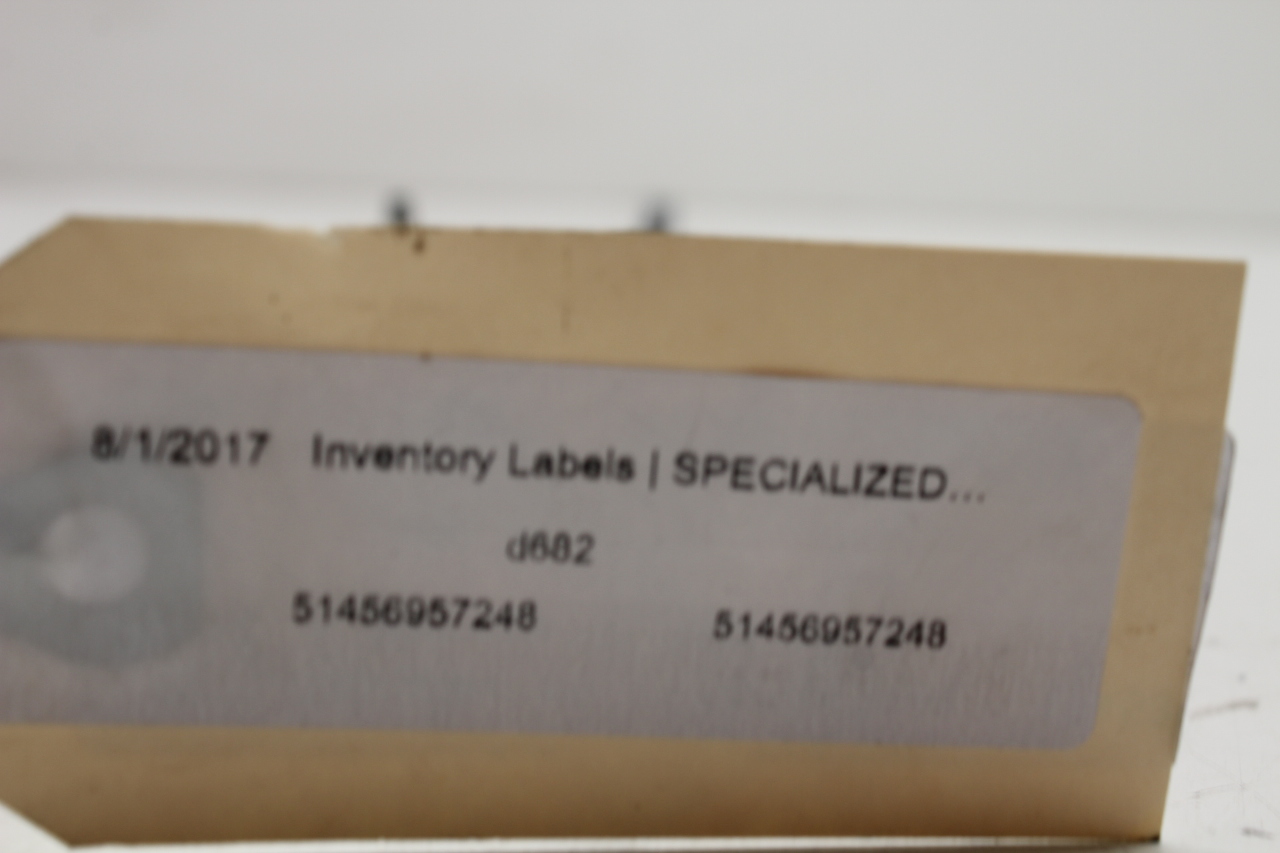 8/1/2017 Inventory Labels | SPECIALIZED...
d682
51456957248 51456957248